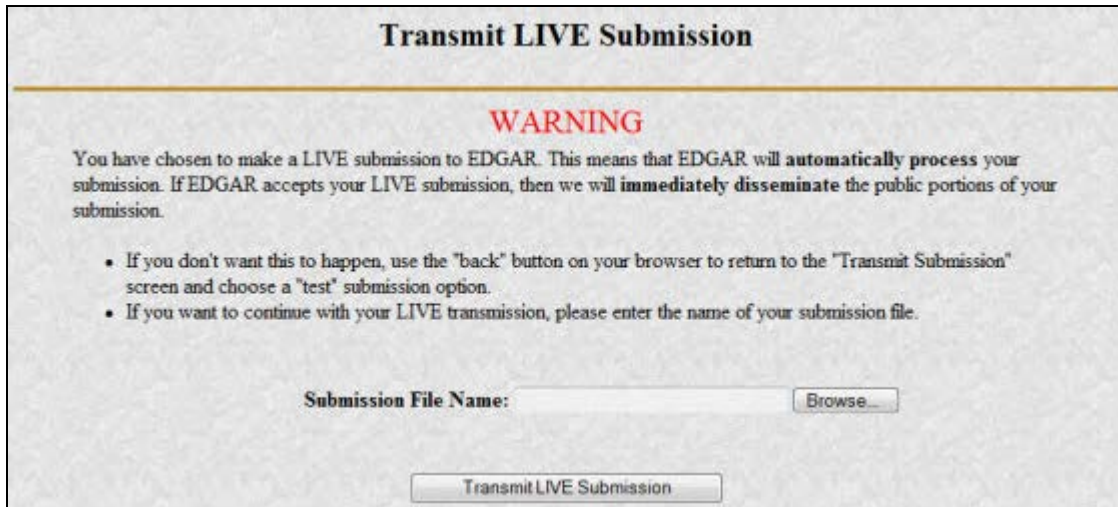 Transmit LIVE Submission
WARNING
You have chosen to make a LIVE submission to EDGAR. This means that EDGAR will automatically process your
submission. If EDGAR accepts your LIVE submission, then we will immediately disseminate the public portions of your
submission.
• If you don't want this to happen, use the "back" button on your browser to return to the "Transmit Submission"
screen and choose a "test" submission option.
• If you want to continue with your LIVE transmission, please enter the name of your submission file.
Submission File Name: Browse...
Transmit LIVE Submission